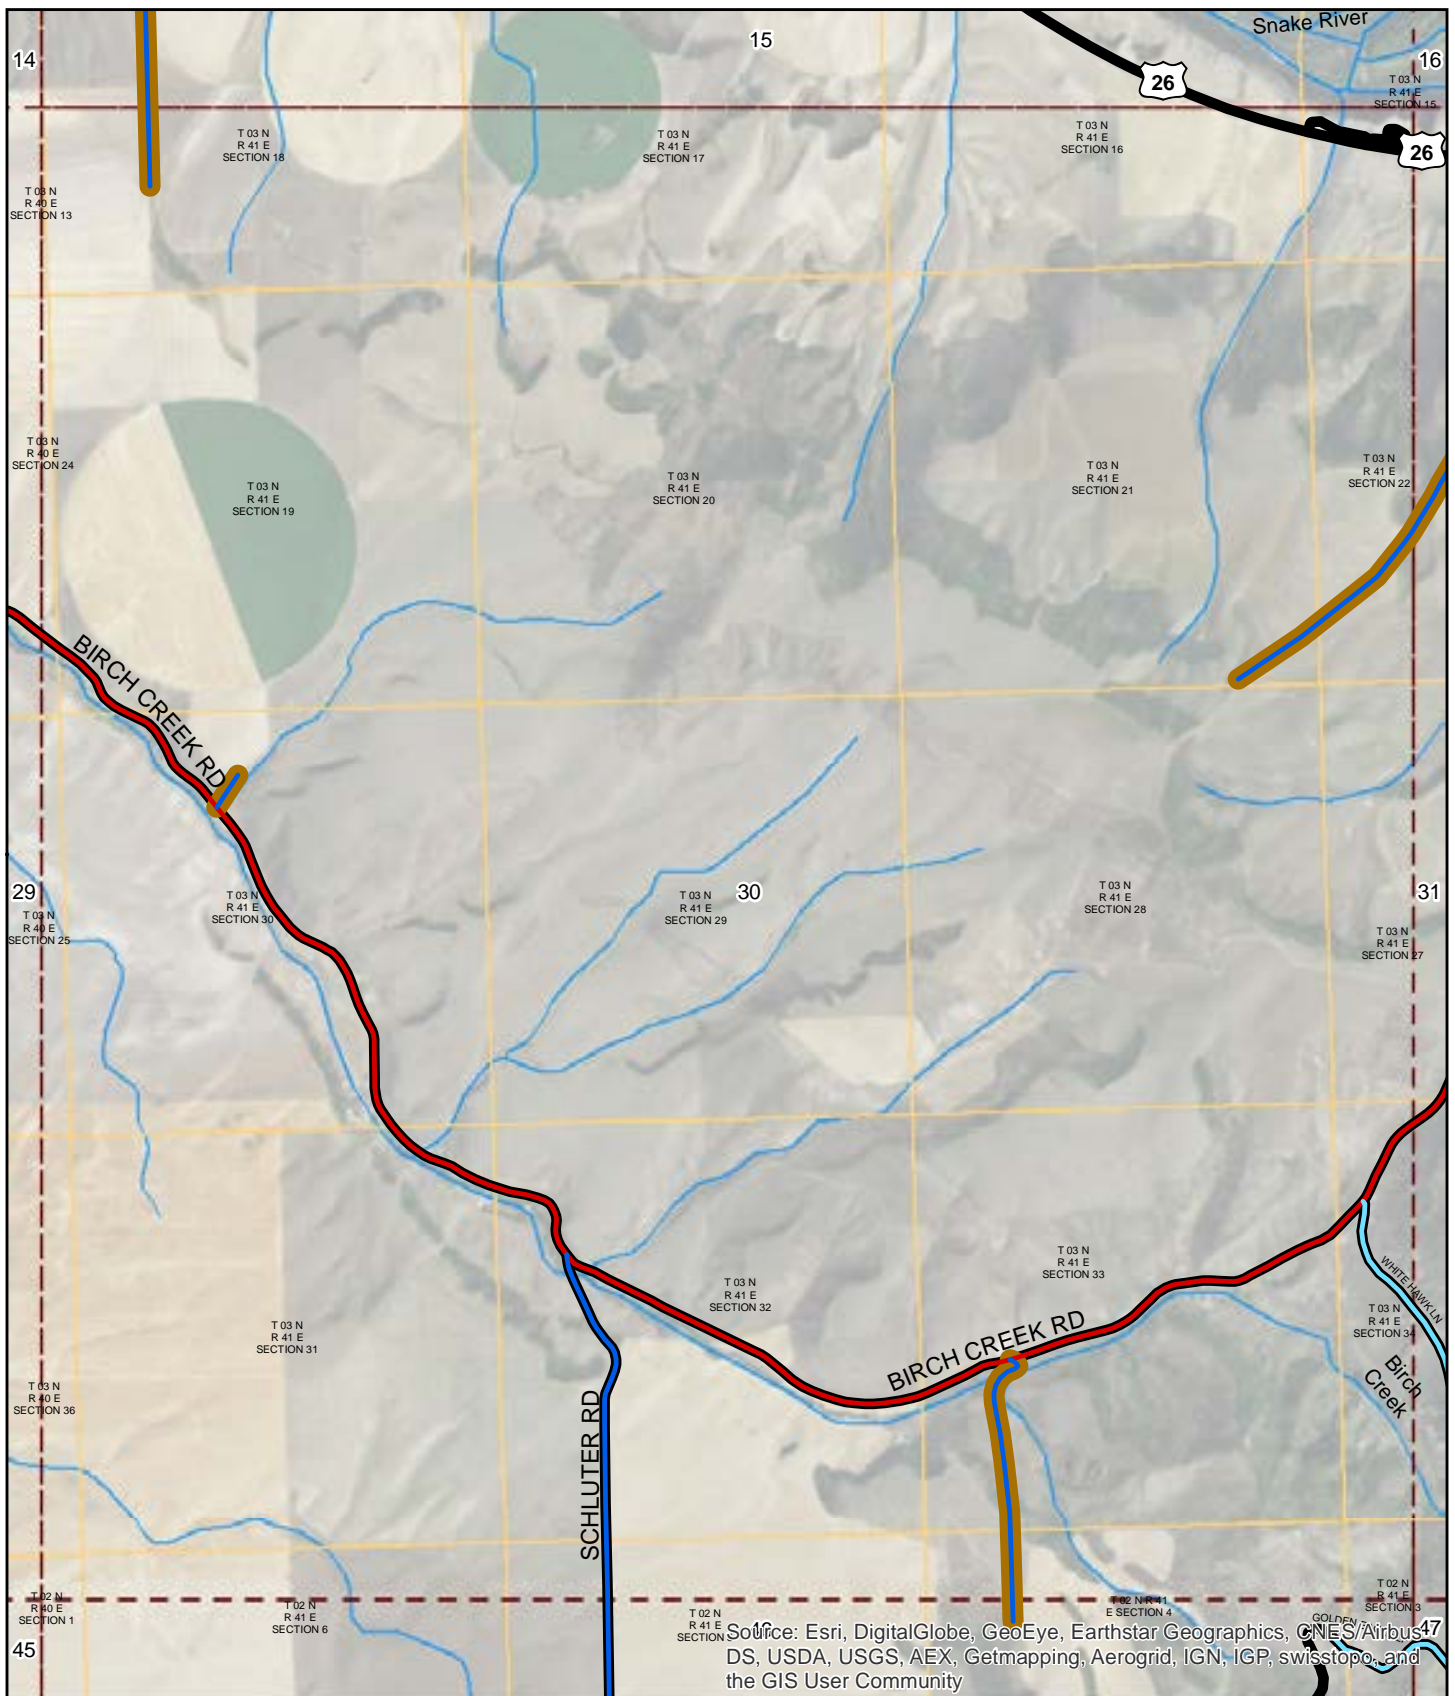 Snake River
14
15
16
26
26
T 03 N
R 41 E
SECTION 15
T 03 N
R 41 E
SECTION 18
T 03 N
R 41 E
SECTION 17
T 03 N
R 41 E
SECTION 16
T 03 N
R 40 E
SECTION 13
T 03 N
R 40 E
SECTION 24
T 03 N
R 41 E
SECTION 19
T 03 N
R 41 E
SECTION 20
T 03 N
R 41 E
SECTION 21
T 03 N
R 41 E
SECTION 22
BIRCH CREEK RD
29
30
31
T 03 N
R 40 E
SECTION 25
T 03 N
R 41 E
SECTION 30
T 03 N
R 41 E
SECTION 29
T 03 N
R 41 E
SECTION 28
T 03 N
R 41 E
SECTION 27
T 03 N
R 41 E
SECTION 31
T 03 N
R 41 E
SECTION 32
T 03 N
R 41 E
SECTION 33
WHITE HAWK LN
T 03 N
R 41 E
SECTION 34
BIRCH CREEK RD
Birch
Creek
T 03 N
R 40 E
SECTION 36
SCHLUTER RD
T 02 N
R 40 E
SECTION 1
T 02 N
R 41 E
SECTION 6
T 02 N
R 41 E
SECTION
T 02 N R 41
E SECTION 4
T 02 N
R 41 E
SECTION 3
GOLDEN
45
47
Source: Esri, DigitalGlobe, GeoEye, Earthstar Geographics, CNES/Airbus
DS, USDA, USGS, AEX, Getmapping, Aerogrid, IGN, IGP, swisstopo, and
the GIS User Community